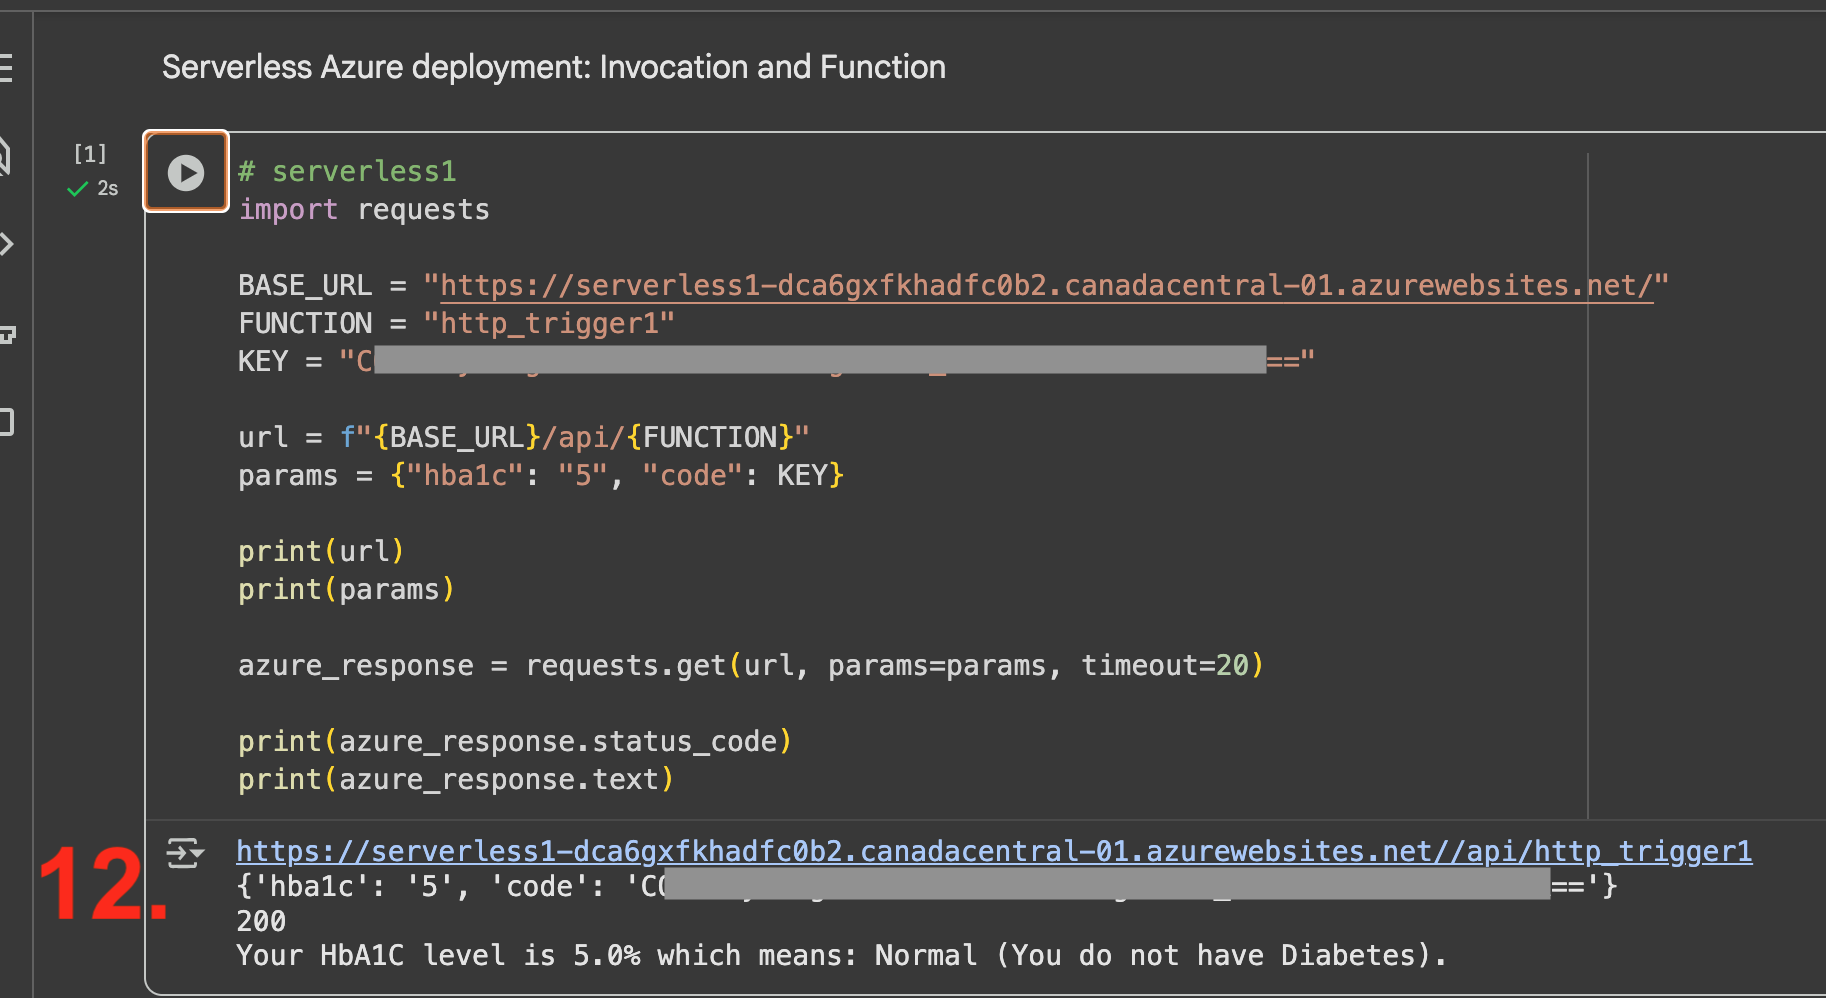 Serverless Azure deployment: Invocation and Function
[1]
2s
# serverless1
import requests
BASE_URL = "https://serverless1-dca6gxfkhadfc0b2.canadacentral-01.azurewebsites.net/"
FUNCTION = "http_trigger1"
KEY = "C =="
url = f"{BASE_URL}/api/{FUNCTION}"
params = {"hba1c": "5", "code": KEY}
print(url)
print(params)
azure_response = requests.get(url, params=params, timeout=20)
print(azure_response.status_code)
print(azure_response.text)
12.
https://serverless1-dca6gxfkhadfc0b2.canadacentral-01.azurewebsites.net//api/http_trigger1
{'hba1c': '5', 'code': 'C =='}
200
Your HbA1C level is 5.0% which means: Normal (You do not have Diabetes).